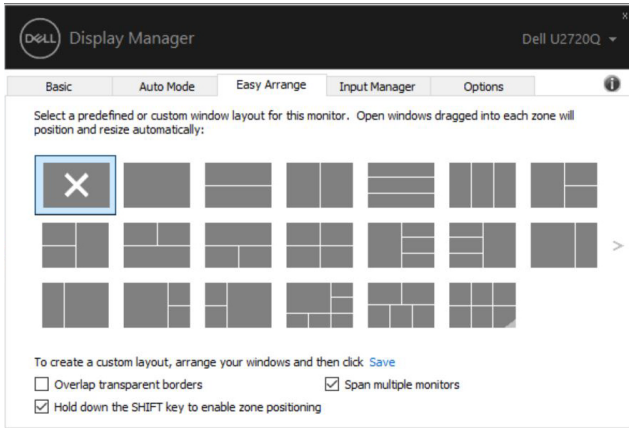 DELL Display Manager
Dell U2720Q
Basic
Auto Mode
Easy Arrange
Input Manager
Options
Select a predefined or custom window layout for this monitor. Open windows dragged into each zone will
position and resize automatically:
To create a custom layout, arrange your windows and then click Save
Overlap transparent borders
Span multiple monitors
Hold down the SHIFT key to enable zone positioning